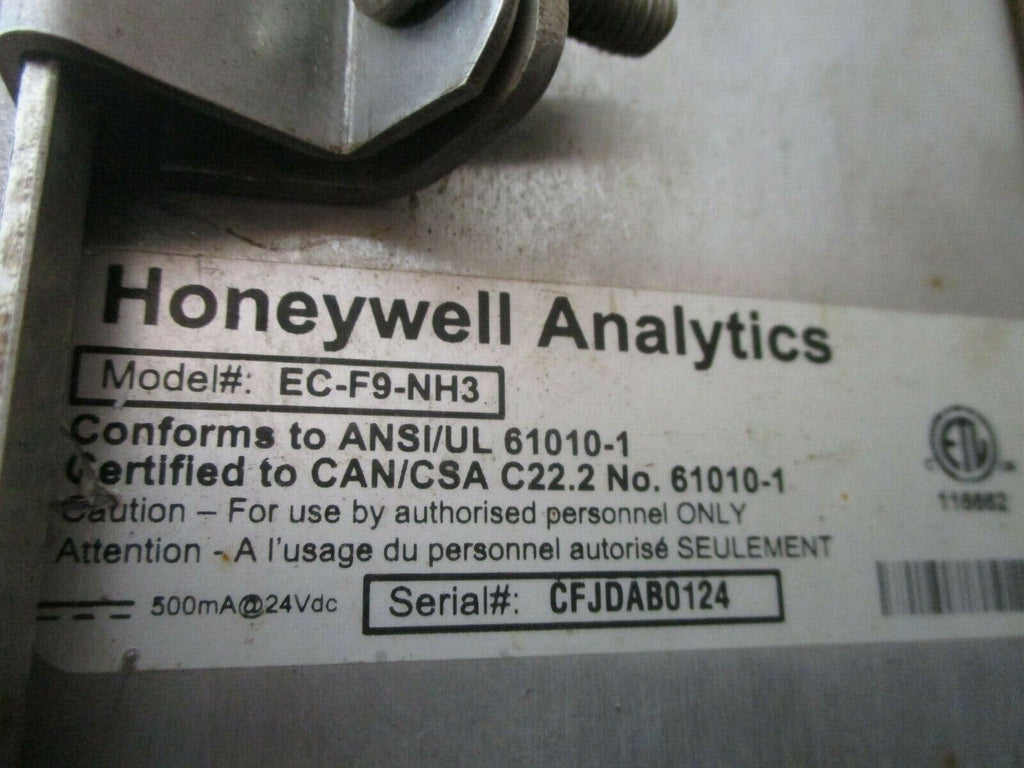 Honeywell Analytics
Model#: EC-F9-NH3
Conforms to ANSI/UL 61010-1
Certified to CAN/CSA C22.2 No. 61010-1
Caution – For use by authorised personnel ONLY
Attention - A l'usage du personnel autorisé SEULEMENT
500mA@24Vdc
Serial#: CFJDAB0124
ETL